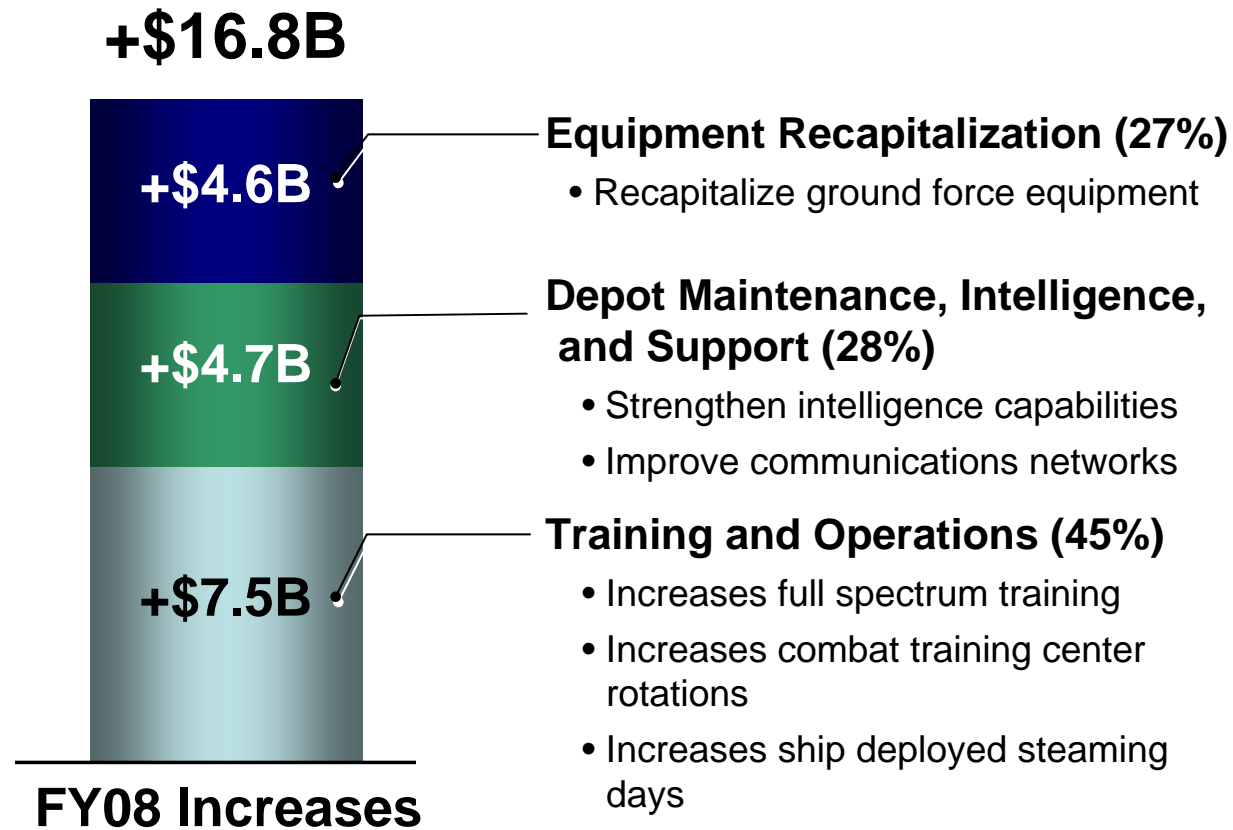 +$16.8B
+$4.6B
Equipment Recapitalization (27%)
• Recapitalize ground force equipment
+$4.7B
Depot Maintenance, Intelligence,
and Support (28%)
• Strengthen intelligence capabilities
• Improve communications networks
+$7.5B
Training and Operations (45%)
• Increases full spectrum training
• Increases combat training center
rotations
• Increases ship deployed steaming
days
FY08 Increases